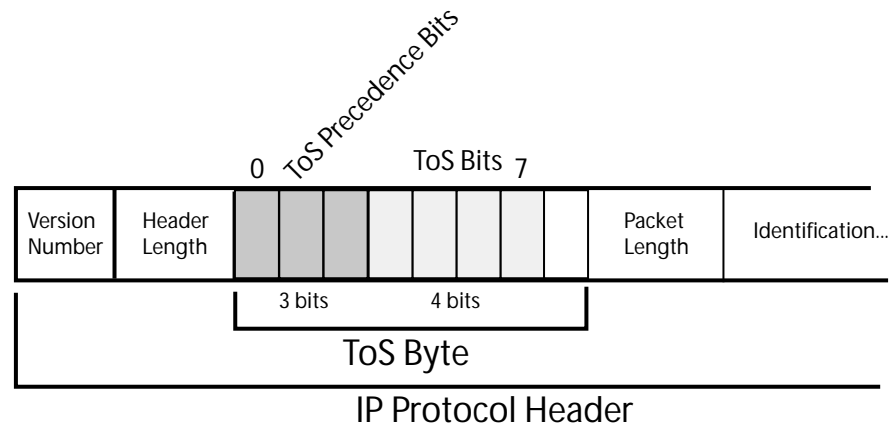 ToS Precedence Bits
0
ToS Bits
7
Version
Number
Header
Length
Packet
Length
Identification...
3 bits
4 bits
ToS Byte
IP Protocol Header